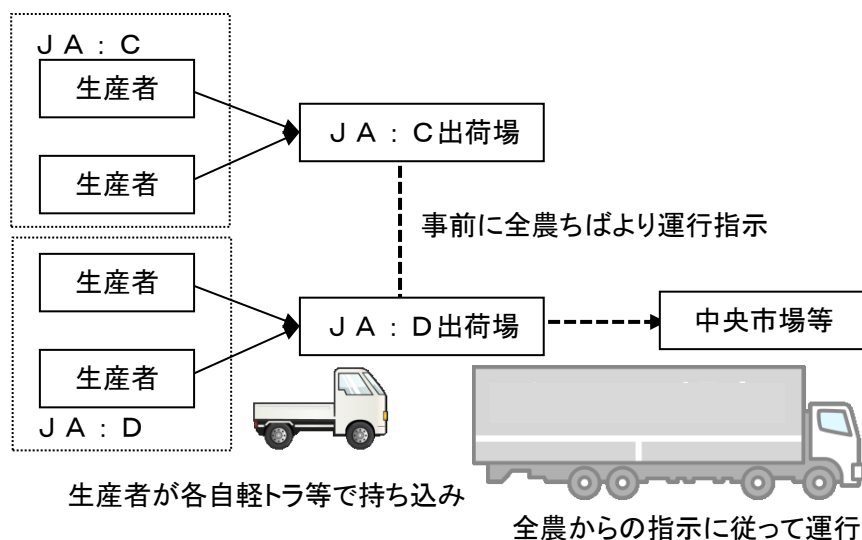 ＪＡ：Ｃ
生産者
ＪＡ：Ｃ出荷場
生産者
事前に全農ちばより運行指示
生産者
ＪＡ：Ｄ出荷場
中央市場等
生産者
ＪＡ：Ｄ
生産者が各自軽トラ等で持ち込み
全農からの指示に従って運行